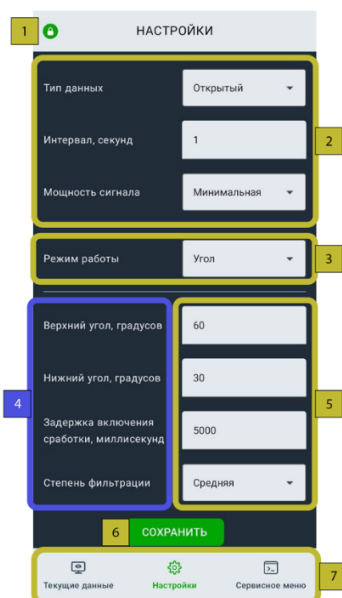 1
НАСТРОЙКИ
Тип данных
Открытый
Интервал, секунд
1
2
Мощность сигнала
Минимальная
Режим работы
Угол
3
Верхний угол, градусов
60
Нижний угол, градусов
30
4
5
Задержка включения
сработки, миллисекунд
5000
Степень фильтрации
Средняя
6
СОХРАНИТЬ
Текущие данные
Настройки
Сервисное меню
7